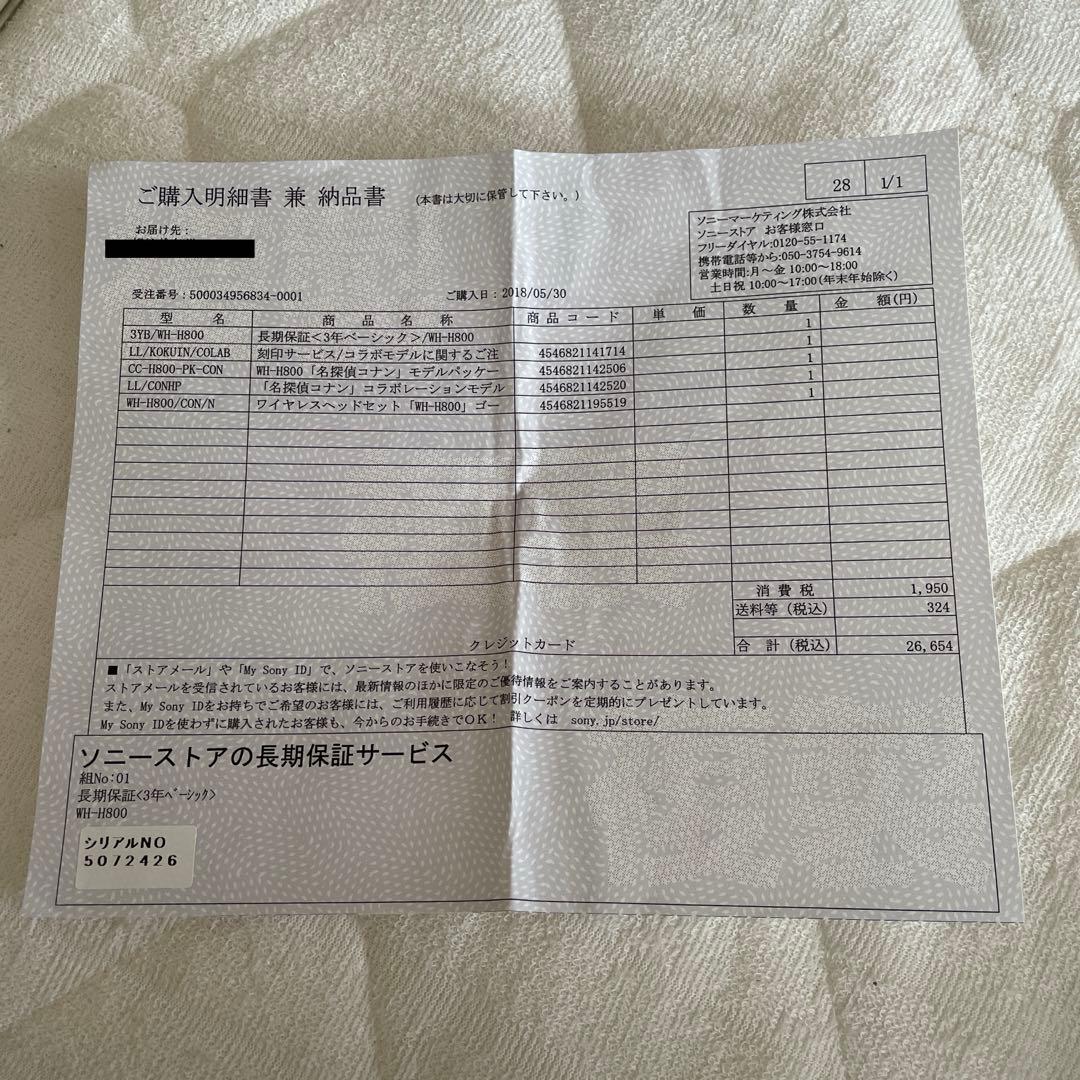 28 1/1
ご購入明細書 兼 納品書 (本書は大切に保管して下さい。)
お届け先:
ソニーマーケティング株式会社
ソニーストア お客様窓口
フリーダイヤル:0120-55-1174
携帯電話等から:050-3754-9614
営業時間:月~金 10:00~18:00
土日祝 10:00~17:00(年末年始除く)
受注番号:500034956834-0001 ご購入日:2018/05/30
型 名 商 品 名 称 商 品 コ ー ド 単 価 数 量 金 額(円)
3YB/WH-H800 長期保証<3年ベーシック>/WH-H800 1
LL/KOKUIN/COLAB 刻印サービス/コラボモデルに関するご注 4546821141714 1
CC-H800-PK-CON WH-H800「名探偵コナン」モデルパッケー 4546821142506 1
LL/CONHP 「名探偵コナン」コラボレーションモデル 4546821142520 1
WH-H800/CON/N ワイヤレスヘッドセット「WH-H800」ゴー 4546821195519 1
消 費 税 1,950
送料等 (税込) 324
クレジットカード 合 計 (税込) 26,654
■「ストアメール」や「My Sony ID」で、ソニーストアを使いこなそう!
ストアメールを受信されているお客様には、最新情報のほかに限定のご優待情報をご案内することがあります。
また、My Sony IDをお持ちでご希望のお客様には、ご利用履歴に応じて割引クーポンを定期的にプレゼントしています。
My Sony IDを使わずに購入されたお客様も、今からのお手続きでOK! 詳しくは sony.jp/store/
ソニーストアの長期保証サービス
組No:01
長期保証<3年ベーシック>
WH-H800
シリアルNO
5072426